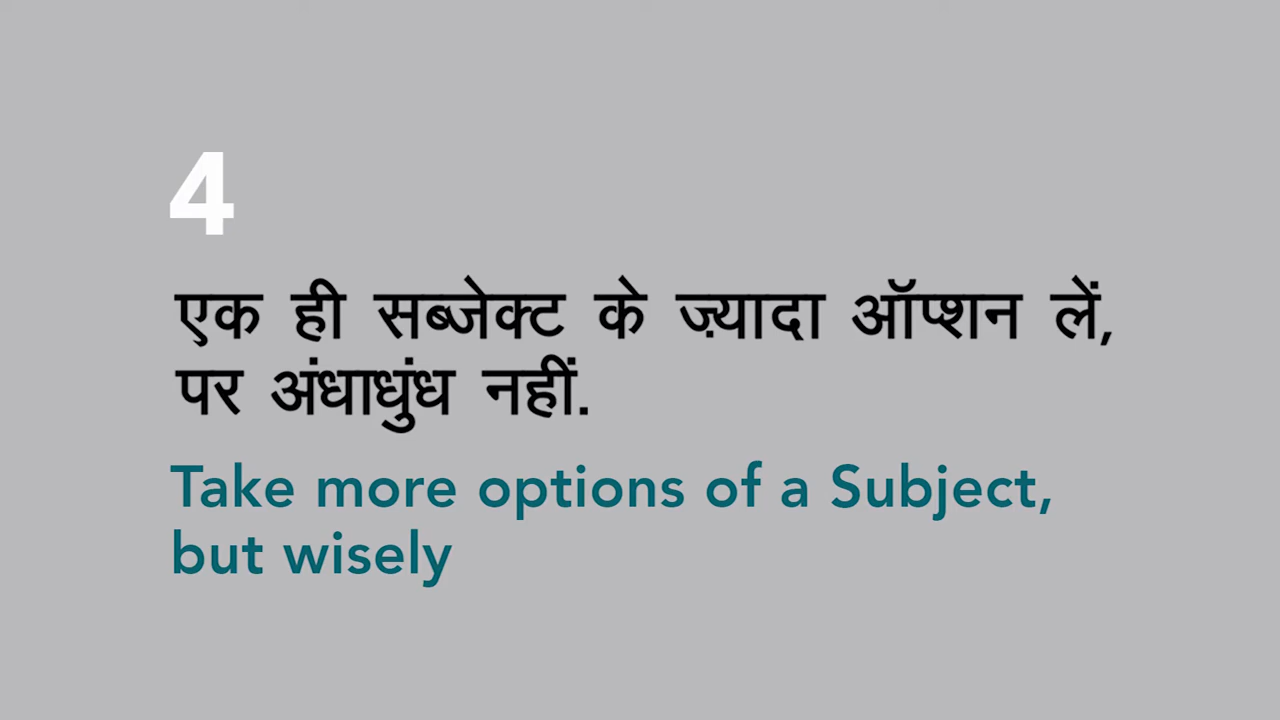 4
एक ही सब्जेक्ट के ज़्यादा ऑप्शन लें,
पर अंधाधुंध नहीं.
Take more options of a Subject,
but wisely